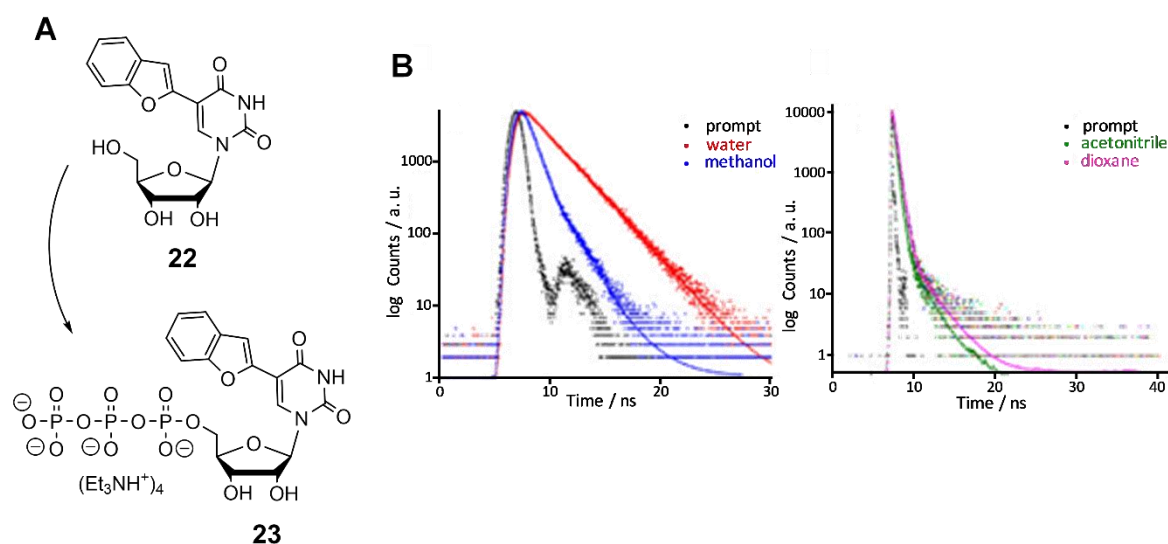 A
O
O
NH
O
N
O
HO
O
OH
OH
22
O
O
NH
O
N
O
O
O
O
O
P
O
P
O
P
O
O
O
O
O
(Et3NH+)4
OH
OH
23
B
log Counts / a. u.
1000
100
10
1
0
10
20
30
Time / ns
prompt
water
methanol
log Counts / a. u.
10000
1000
100
10
1
0
10
20
30
40
Time / ns
prompt
acetonitrile
dioxane